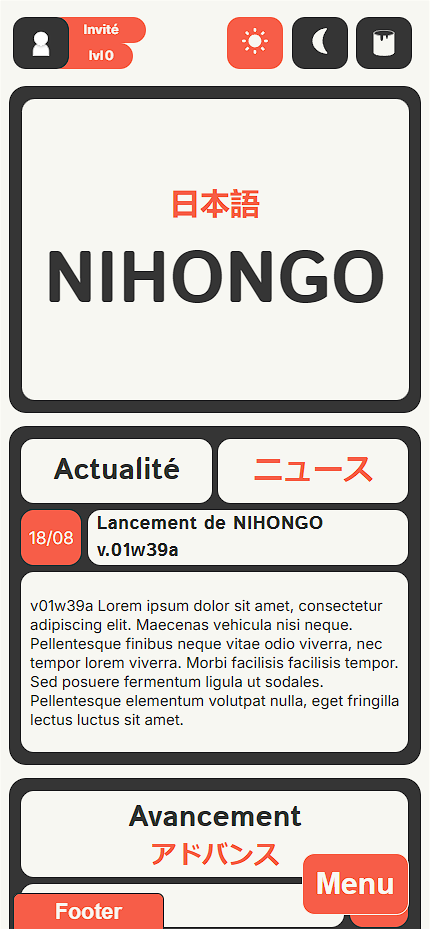 Invité
lvl 0
日本語
NIHONGO
Actualité
ニュース
18/08
Lancement de NIHONGO
v.01w39a
v01w39a Lorem ipsum dolor sit amet, consectetur
adipiscing elit. Maecenas vehicula nisi neque.
Pellentesque finibus neque vitae odio viverra, nec
tempor lorem viverra. Morbi facilisis facilisis tempor.
Sed posuere fermentum ligula ut sodales.
Pellentesque elementum volutpat nulla, eget fringilla
lectus luctus sit amet.
Avancement
アドバンス
Menu
Footer